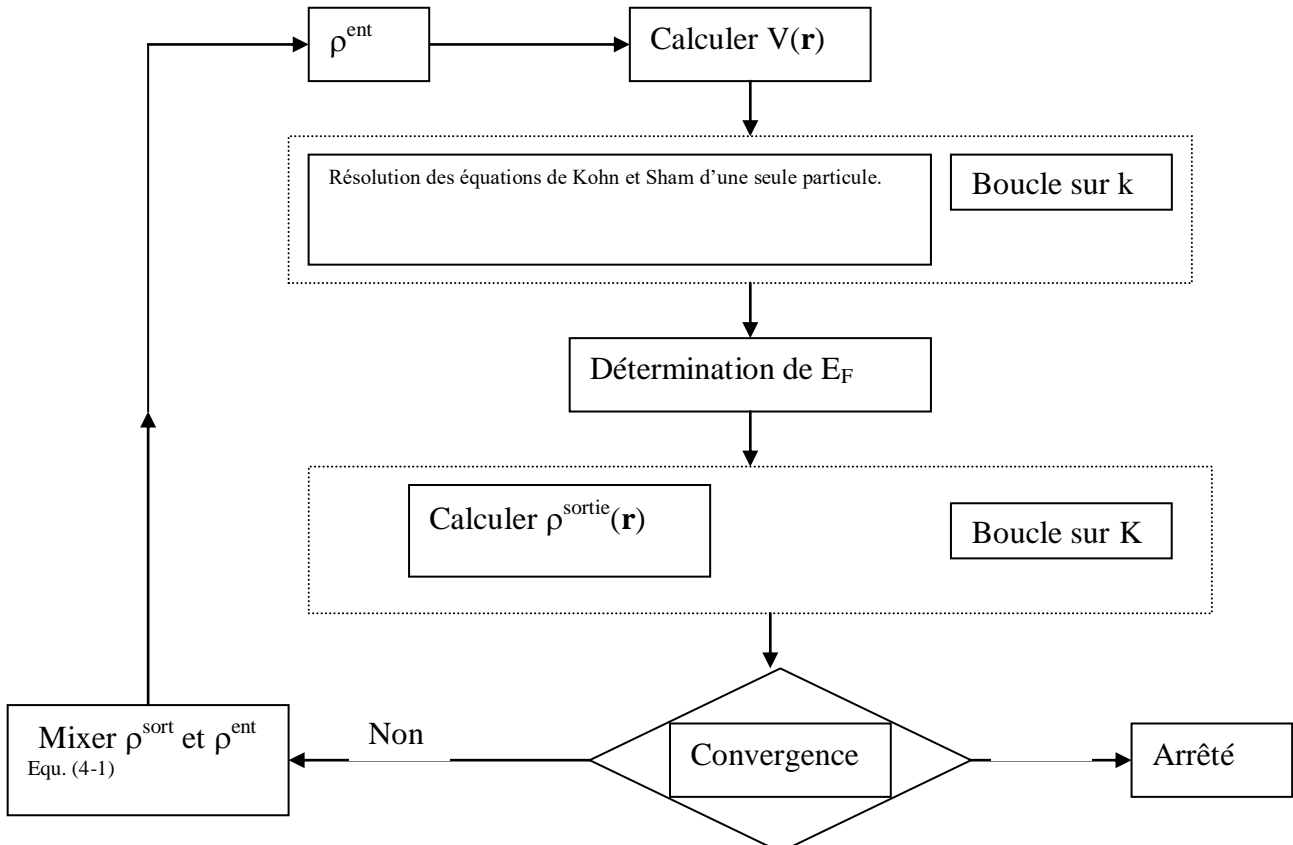 ρ^ent
Calculer V(r)
Résolution des équations de Kohn et Sham d’une seule particule.
Boucle sur k
Détermination de E_F
Calculer ρ^sortie(r)
Boucle sur K
Mixer ρ^sort et ρ^ent
Equ. (4-1)
Non
Convergence
Arrêté